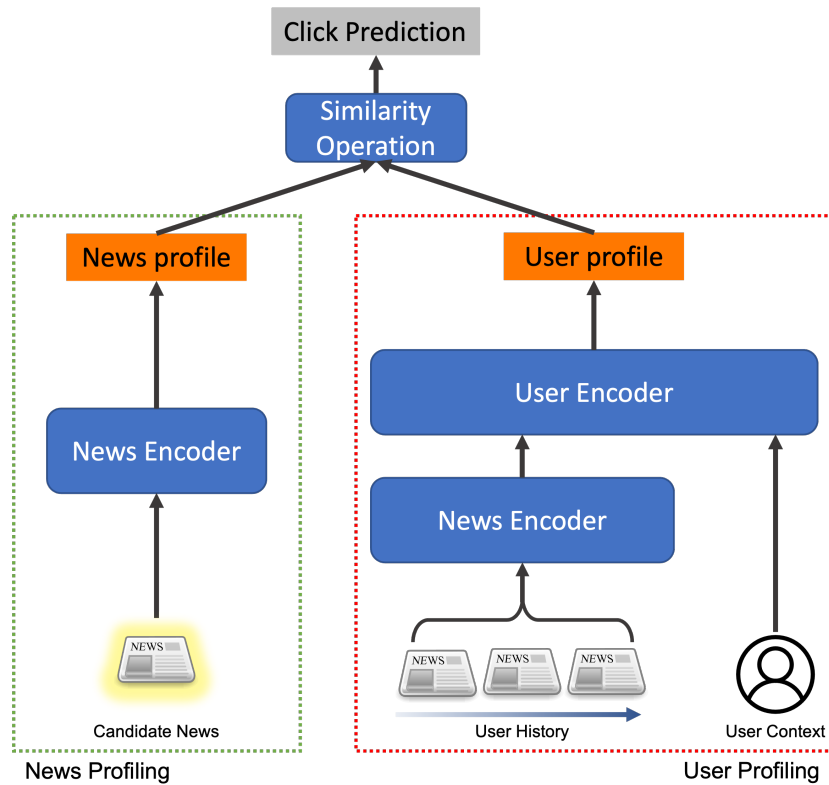 Click Prediction
Similarity
Operation
News profile
User profile
User Encoder
News Encoder
News Encoder
NEWS
NEWS
NEWS
NEWS
Candidate News
User History
User Context
News Profiling
User Profiling